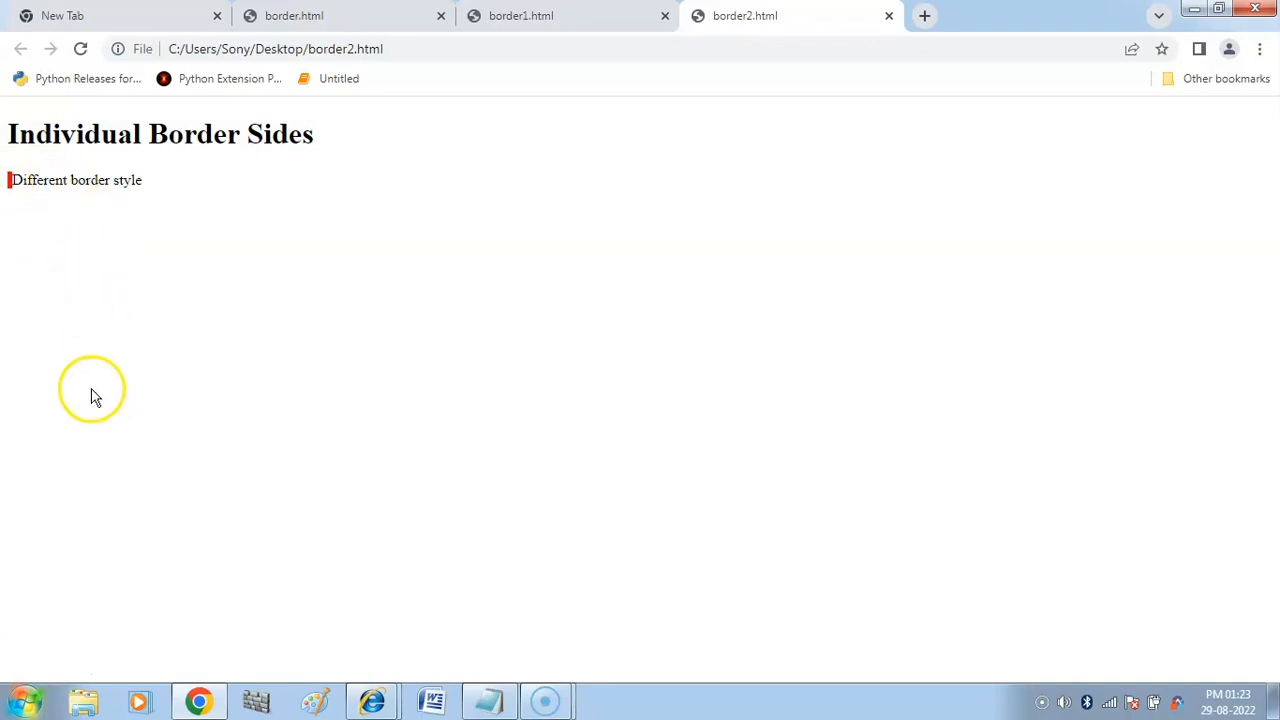 New Tab
border.html
border1.html
border2.html
File
C:/Users/Sony/Desktop/border2.html
Python Releases for...
Python Extension P...
Untitled
Other bookmarks
Individual Border Sides
Different border style
PM 01:23
29-08-2022